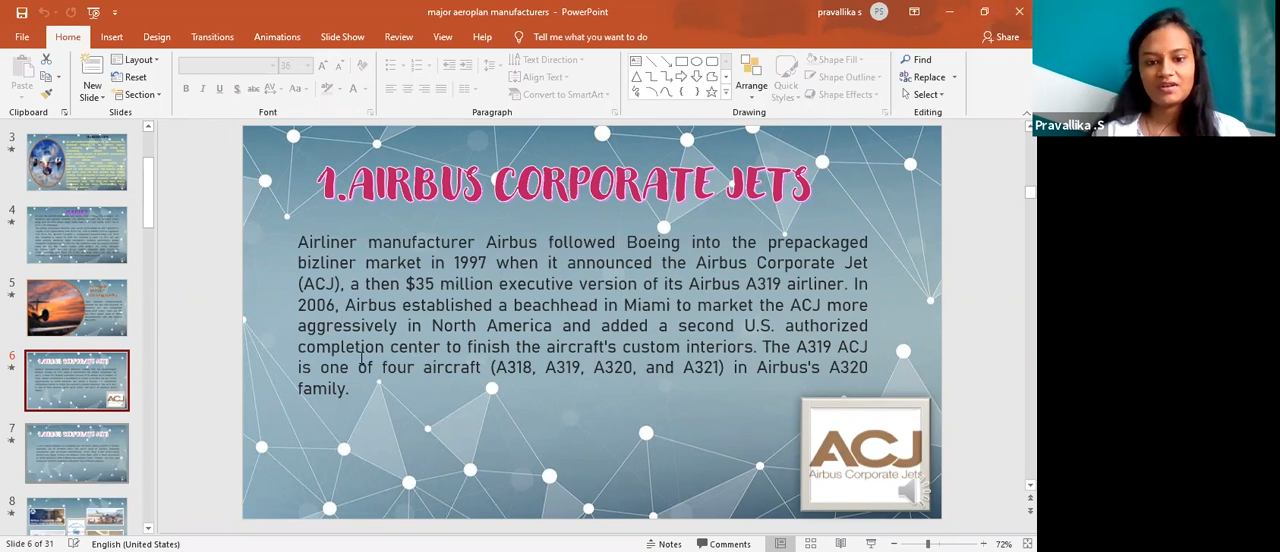 major aeroplan manufacturers - PowerPoint
pravallika s
PS
File
Home
Insert
Design
Transitions
Animations
Slide Show
Review
View
Help
Tell me what you want to do
Share
Paste
Clipboard
New
Slide
Layout
Reset
Section
Slides
36
Font
Text Direction
Align Text
Convert to SmartArt
Paragraph
Arrange
Quick
Styles
Shape Fill
Shape Outline
Shape Effects
Drawing
Find
Replace
Select
Editing
Pravallika .S
3
4
5
6
7
8
1.AIRBUS CORPORATE JETS
Airliner manufacturer Airbus followed Boeing into the prepackaged
bizliner market in 1997 when it announced the Airbus Corporate Jet
(ACJ), a then $35 million executive version of its Airbus A319 airliner. In
2006, Airbus established a beachhead in Miami to market the ACJ more
aggressively in North America and added a second U.S. authorized
completion center to finish the aircraft's custom interiors. The A319 ACJ
is one of four aircraft (A318, A319, A320, and A321) in Airbus's A320
family.
ACJ
Airbus Corporate Jets
Slide 6 of 31
English (United States)
Notes
Comments
72%